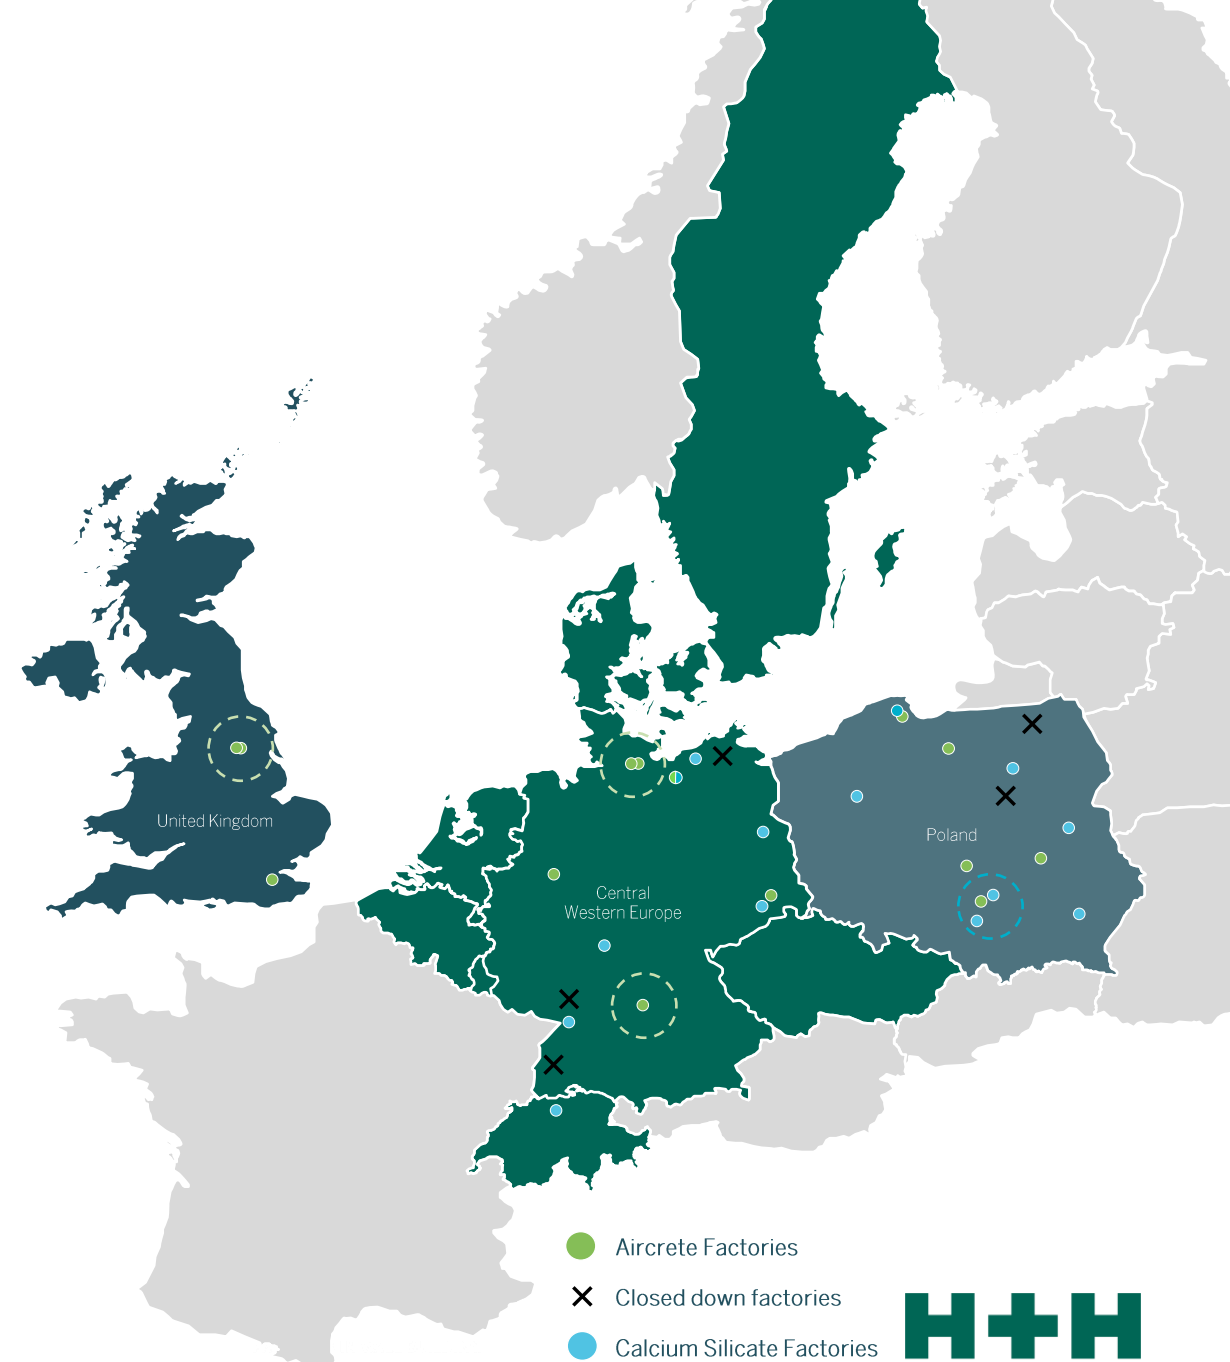 United Kingdom
Poland
Central
Western Europe
Aircrete Factories
Closed down factories
Calcium Silicate Factories
H+H